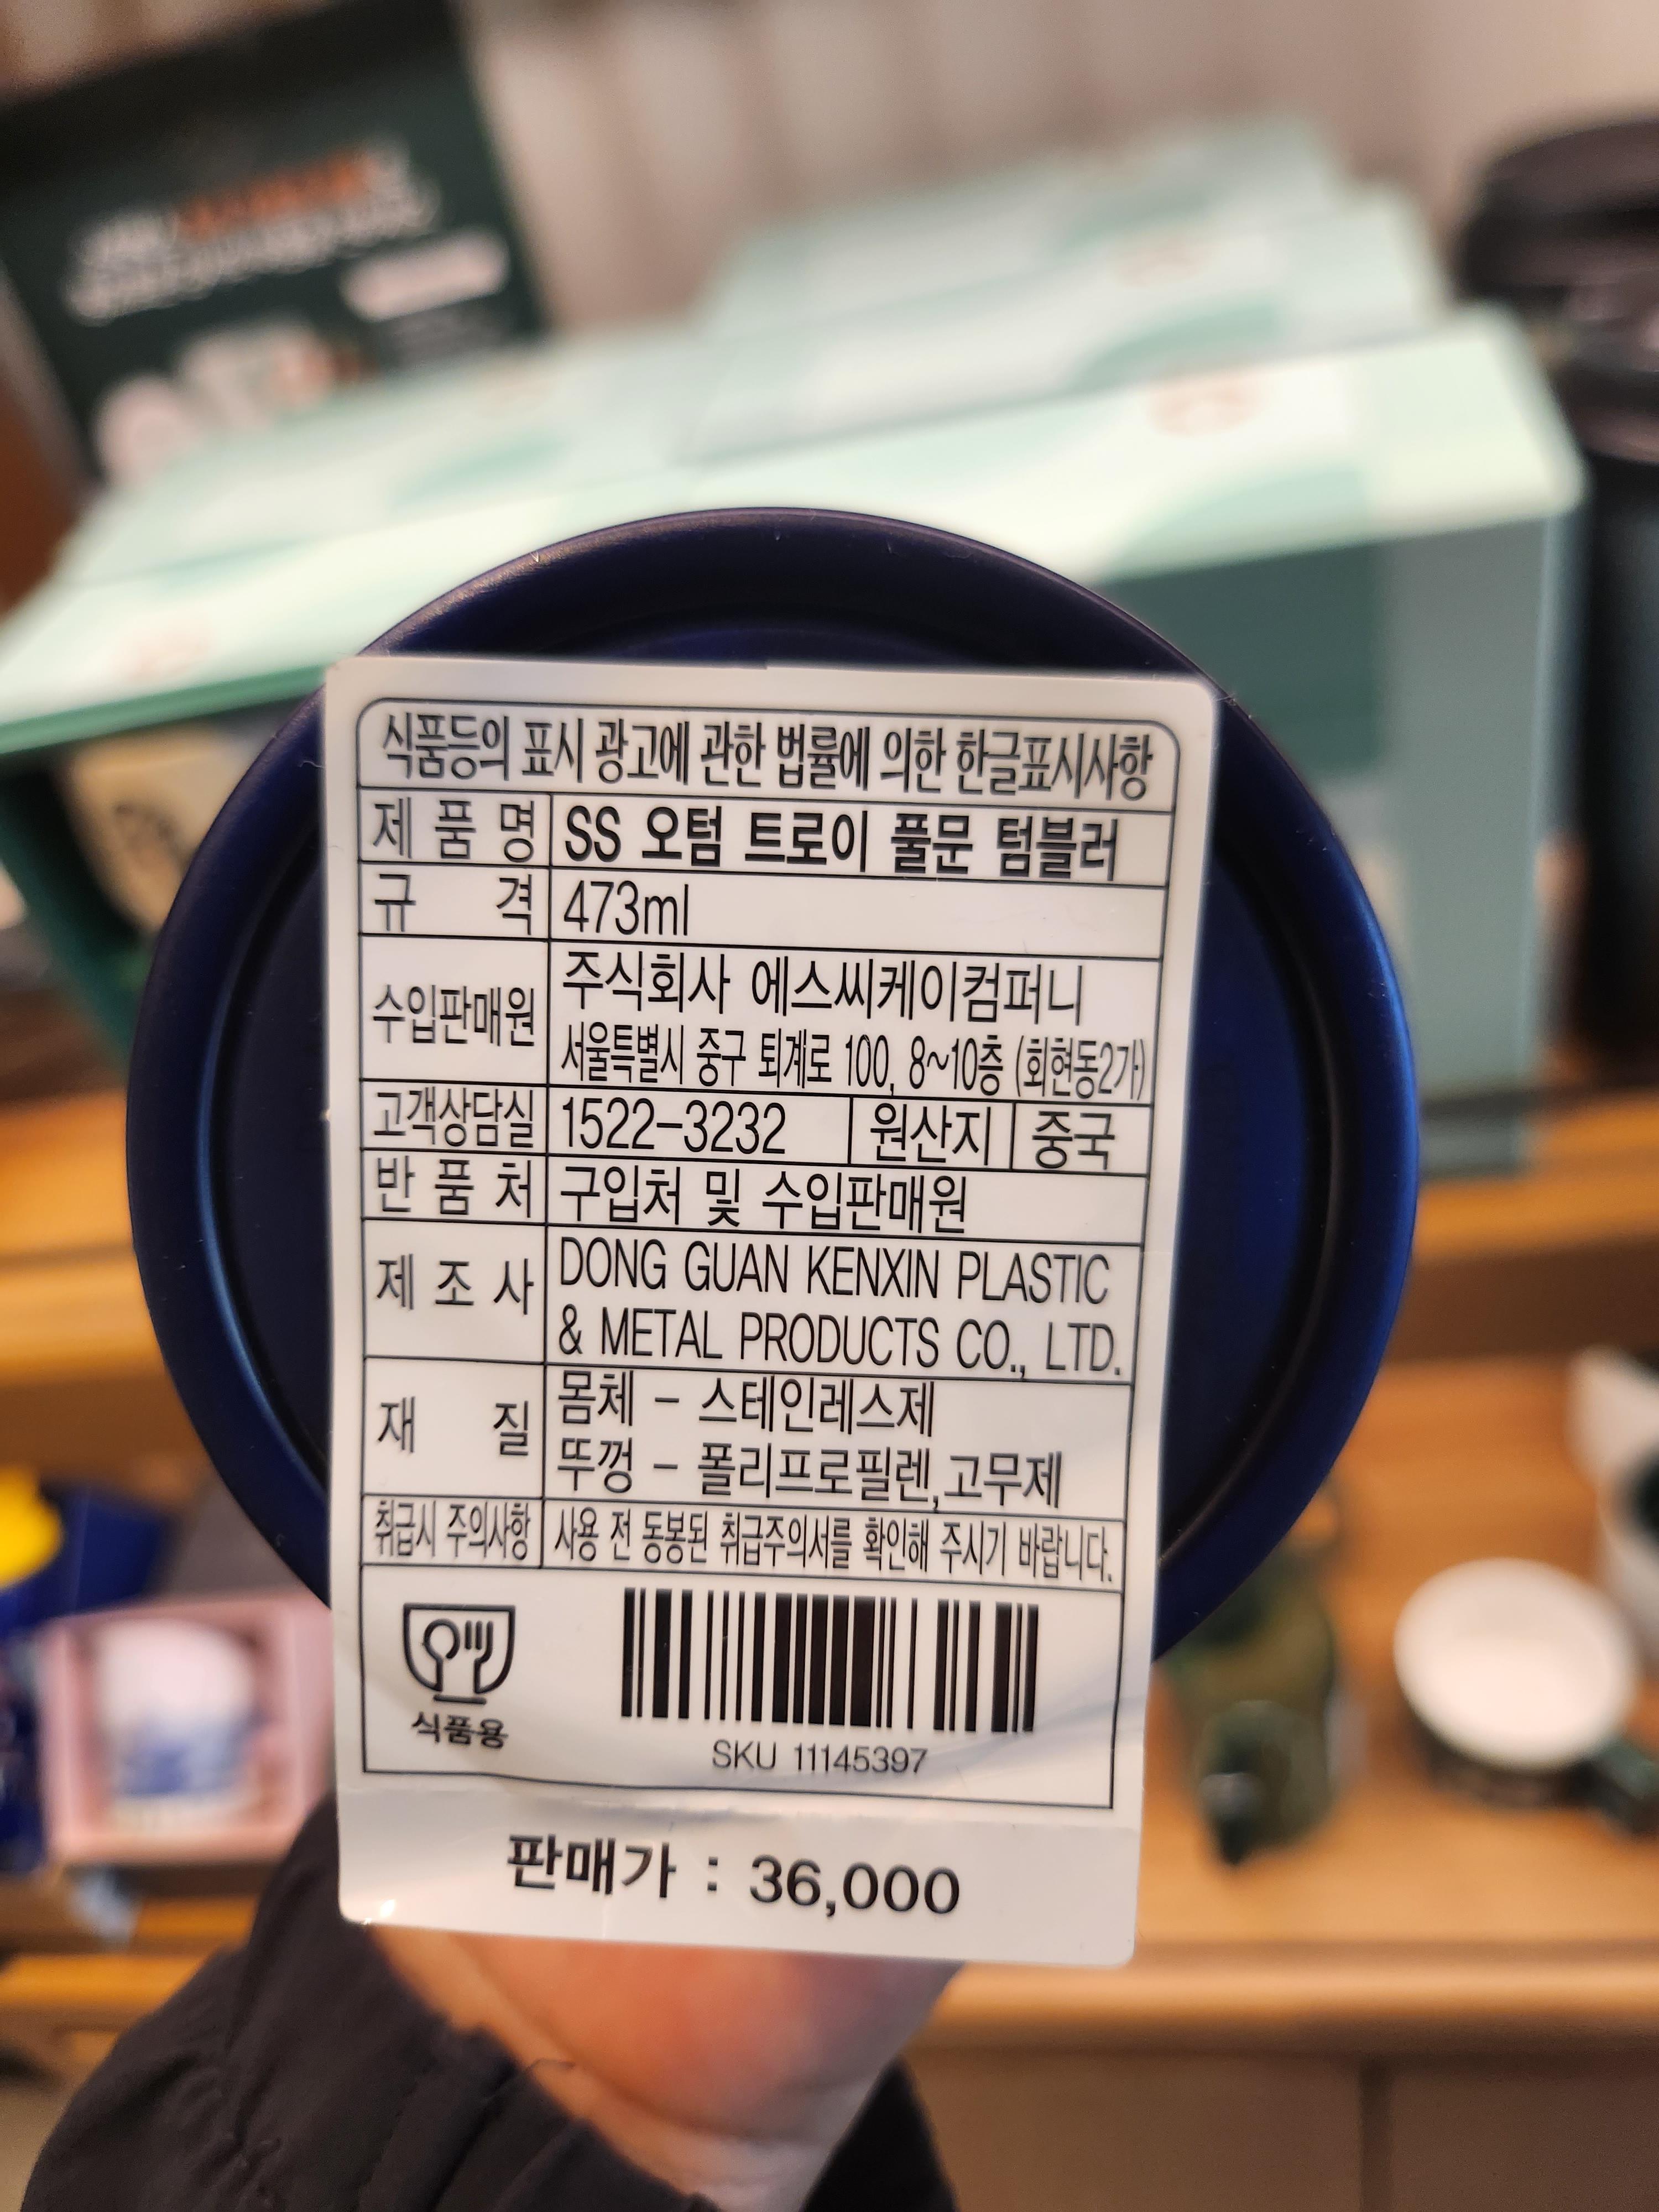 식품등의 표시 광고에 관한 법률에 의한 한글표시사항
제 품 명 SS 오텀 트로이 풀문 텀블러
규 격 473ml
수입판매원 주식회사 에스씨케이컴퍼니
서울특별시 중구 퇴계로 100, 8~10층 (회현동2가)
고객상담실 1522-3232 원산지 중국
반 품 처 구입처 및 수입판매원
제 조 사 DONG GUAN KENXIN PLASTIC
& METAL PRODUCTS CO., LTD.
재 질 몸체 - 스테인레스제
뚜껑 - 폴리프로필렌,고무제
취급시 주의사항 사용 전 동봉된 취급주의서를 확인해 주시기 바랍니다.
식품용
SKU 11145397
판매가 : 36,000